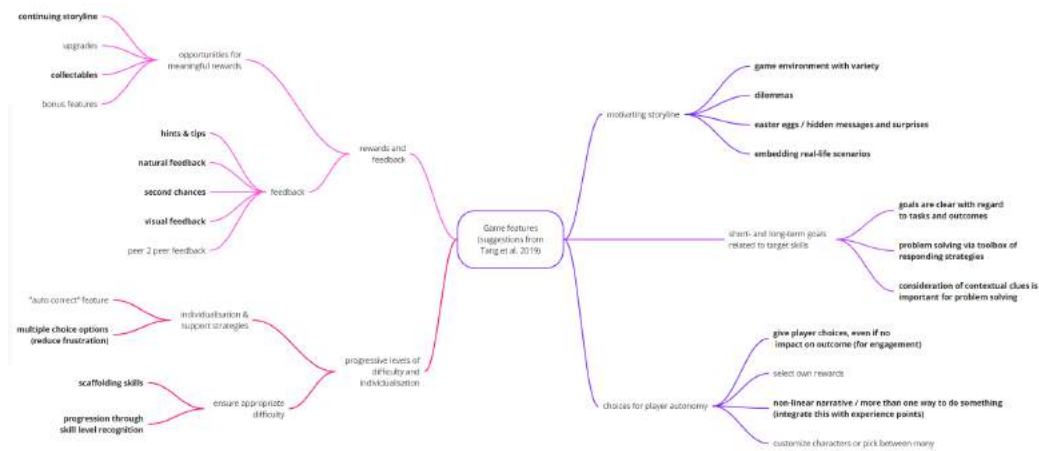 continuing storyline
upgrades
collectables
bonus features
opportunities for
meaningful rewards
hints & tips
natural feedback
second chances
visual feedback
peer 2 peer feedback
feedback
rewards and
feedback
"auto correct" feature
multiple choice options
(reduce frustration)
individualisation &
support strategies
scaffolding skills
progression through
skill level recognition
ensure appropriate
difficulty
progressive levels of
difficulty and
individualisation
Game features
(suggestions from
Tang et al. 2019)
motivating storyline
game environment with variety
dilemmas
easter eggs / hidden messages and surprises
embedding real-life scenarios
short- and long-term goals
related to target skills
goals are clear with regard
to tasks and outcomes
problem solving via toolbox of
responding strategies
consideration of contextual clues is
important for problem solving
choices for player autonomy
give player choices, even if no
impact on outcome (for engagement)
select own rewards
non-linear narrative / more than one way to do something
(integrate this with experience points)
customize characters or pick between many